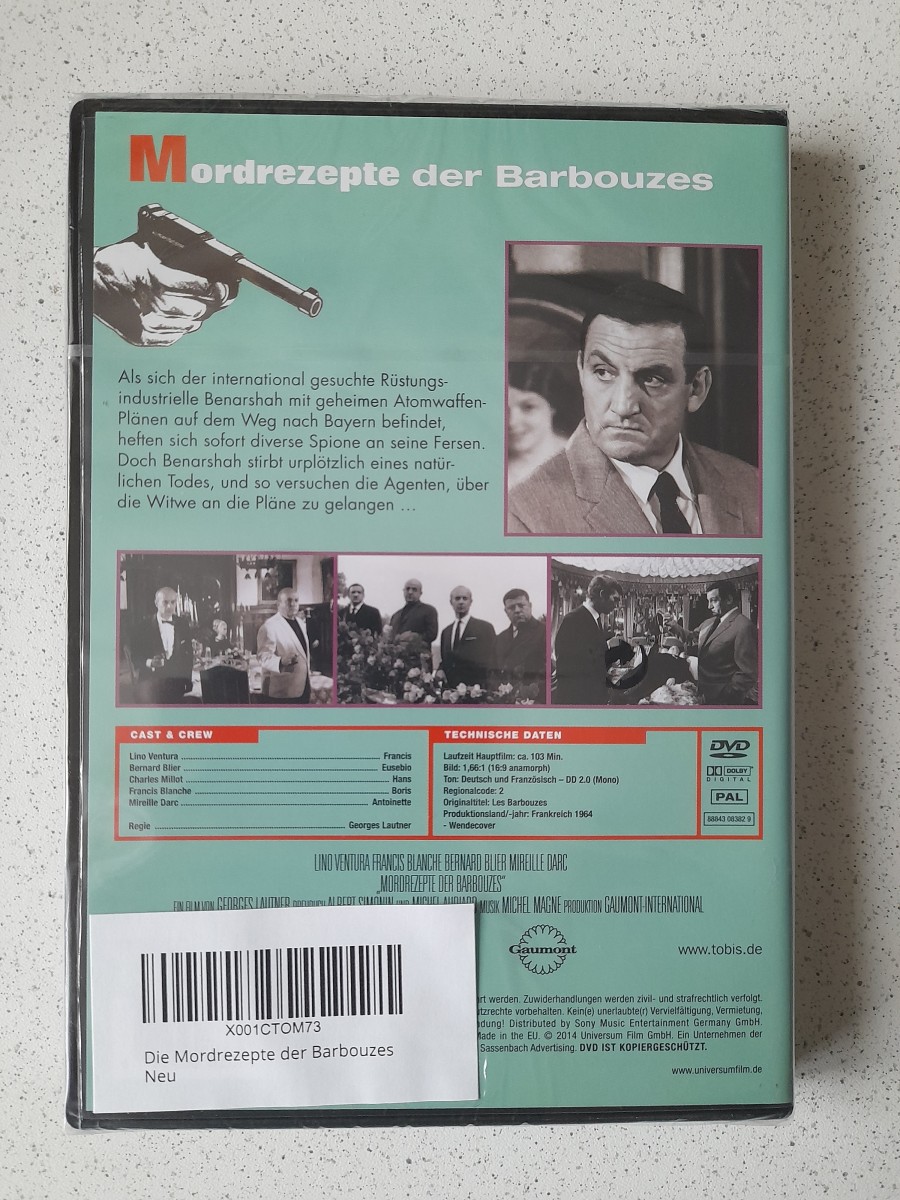 Mordrezepte der Barbouzes
Als sich der international gesuchte Rüstungs-
industrielle Benarshah mit geheimen Atomwaffen-
Plänen auf dem Weg nach Bayern befindet,
heften sich sofort diverse Spione an seine Fersen.
Doch Benarshah stirbt urplötzlich eines natür-
lichen Todes, und so versuchen die Agenten, über
die Witwe an die Pläne zu gelangen ...
CAST & CREW
Lino Ventura ... Francis
Bernard Blier ... Eusebio
Charles Millot ... Hans
Francis Blanche ... Boris
Mireille Darc ... Antoinette
Regie ... Georges Lautner
TECHNISCHE DATEN
Laufzeit Hauptfilm: ca. 103 Min.
Bild: 1,66:1 (16:9 anamorph)
Ton: Deutsch und Französisch – DD 2.0 (Mono)
Regionalcode: 2
Originaltitel: Les Barbouzes
Produktionsland/-jahr: Frankreich 1964
- Wendecover
DVD
DOLBY
DIGITAL
PAL
88843 08382 9
LINO VENTURA FRANCIS BLANCHE BERNARD BLIER MIREILLE DARC
„MORDREZEPTE DER BARBOUZES"
EIN FILM VON GEORGES LAUTNER DREHBUCH ALBERT SIMONIN UND MICHEL AUDIARD MUSIK MICHEL MAGNE PRODUKTION GAUMONT-INTERNATIONAL
Gaumont
www.tobis.de
werden. Zuwiderhandlungen werden zivil- und strafrechtlich verfolgt.
vorbehalten. Kein(e) unerlaubte(r) Vervielfältigung, Vermietung,
Distributed by Sony Music Entertainment Germany GmbH.
Made in the EU. © 2014 Universum Film GmbH. Ein Unternehmen der
Sassenbach Advertising. DVD IST KOPIERGESCHÜTZT.
www.universumfilm.de
X001CTOM73
Die Mordrezepte der Barbouzes
Neu